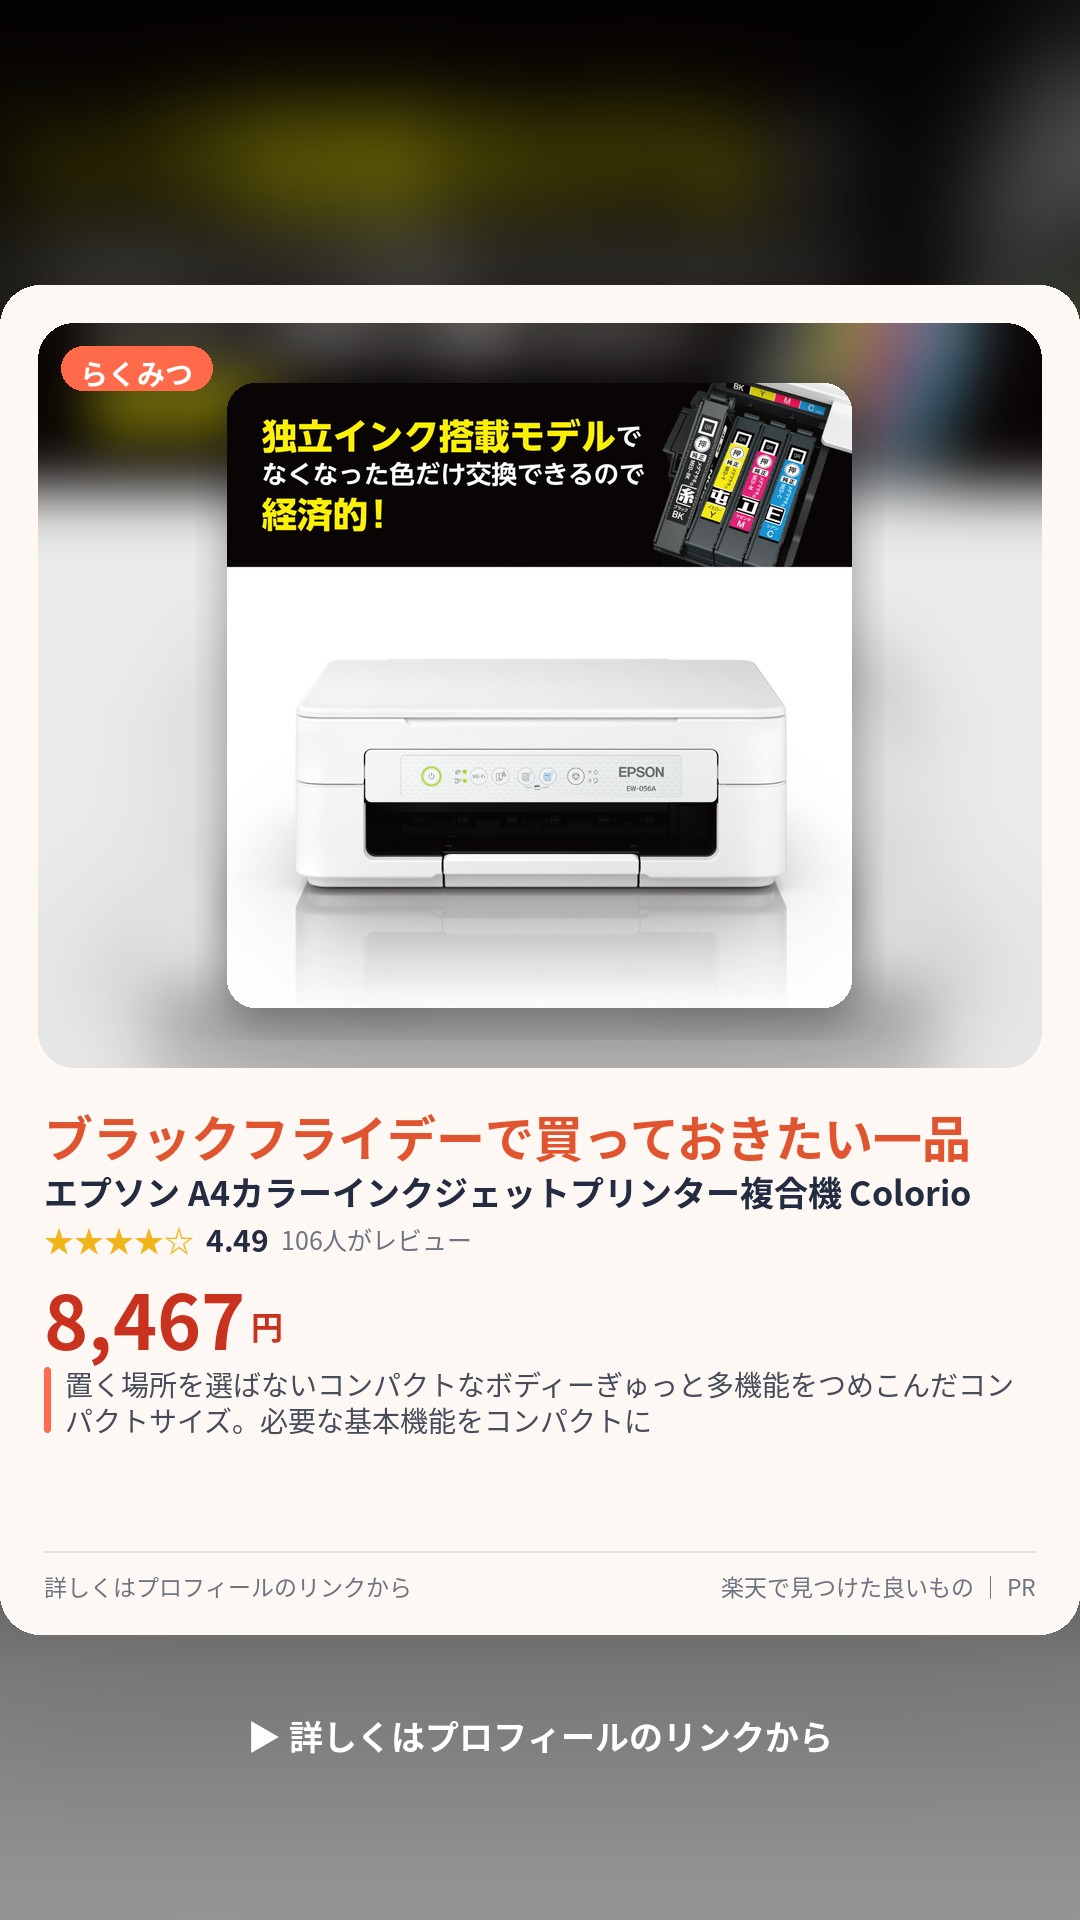 らくみつ
独立インク搭載モデルで
なくなった色だけ交換できるので
経済的!
BK Y M C
BK
Y
M
C
Wi-Fi
EPSON
EW-056A
ブラックフライデーで買っておきたい一品
エプソン A4カラーインクジェットプリンター複合機 Colorio
★★★★☆ 4.49 106人がレビュー
8,467円
置く場所を選ばないコンパクトなボディーぎゅっと多機能をつめこんだコン
パクトサイズ。必要な基本機能をコンパクトに
詳しくはプロフィールのリンクから
楽天で見つけた良いもの | PR
▶ 詳しくはプロフィールのリンクから